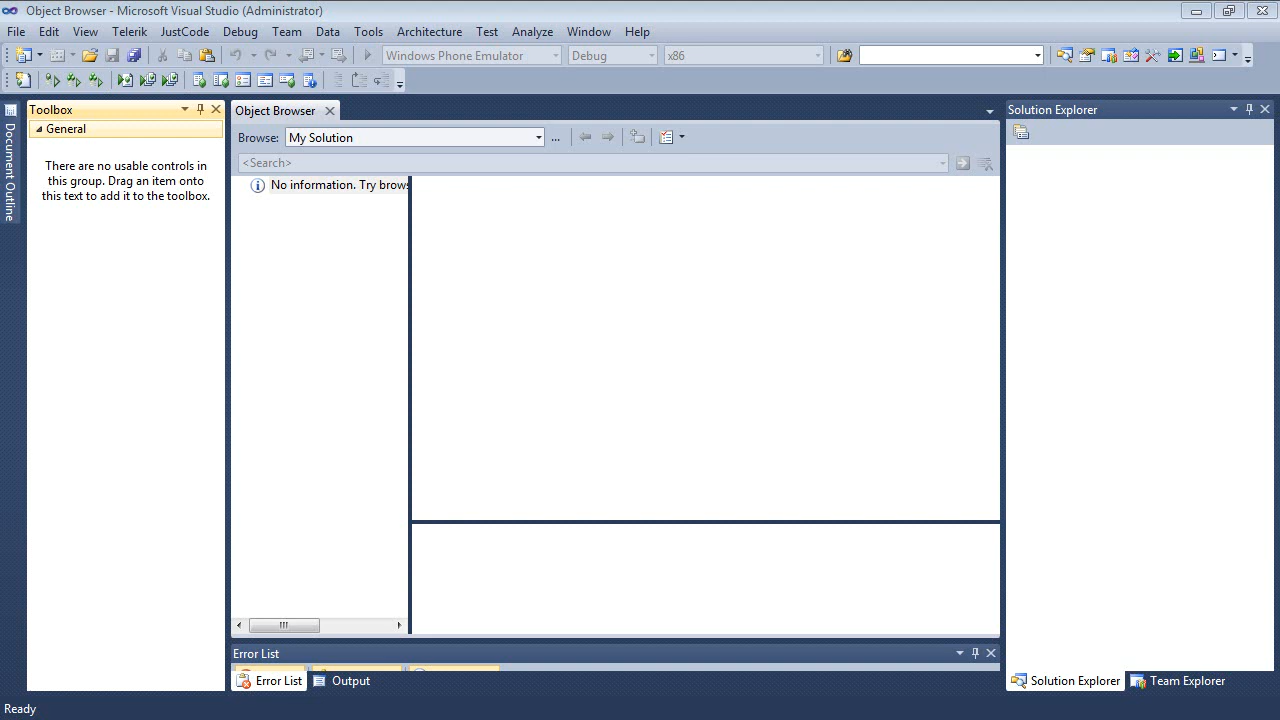 Object Browser - Microsoft Visual Studio (Administrator)
File Edit View Telerik JustCode Debug Team Data Tools Architecture Test Analyze Window Help
Windows Phone Emulator Debug x86
Document Outline
Toolbox
General
There are no usable controls in
this group. Drag an item onto
this text to add it to the toolbox.
Object Browser
Browse: My Solution ...
<Search>
No information. Try brows
Error List
Error List Output
Solution Explorer
Solution Explorer Team Explorer
Ready